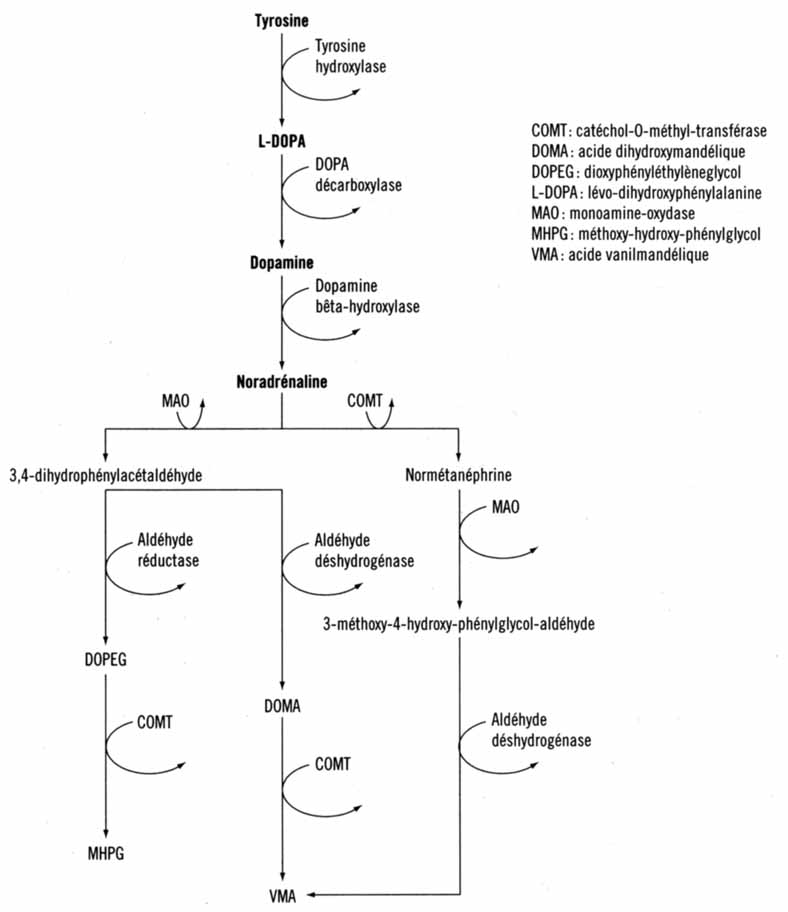 Tyrosine
Tyrosine
hydroxylase
L-DOPA
DOPA
décarboxylase
Dopamine
Dopamine
bêta-hydroxylase
Noradrénaline
COMT : catéchol-O-méthyl-transférase
DOMA : acide dihydroxymandélique
DOPEG : dioxyphényléthylèneglycol
L-DOPA : lévo-dihydroxyphénylalanine
MAO : monoamine-oxydase
MHPG : méthoxy-hydroxy-phénylglycol
VMA : acide vanilmandélique
MAO
COMT
3,4-dihydrophénylacétaldéhyde
Normétanéphrine
Aldéhyde
réductase
Aldéhyde
déshydrogénase
MAO
3-méthoxy-4-hydroxy-phénylglycol-aldéhyde
DOPEG
DOMA
COMT
COMT
Aldéhyde
déshydrogénase
MHPG
VMA